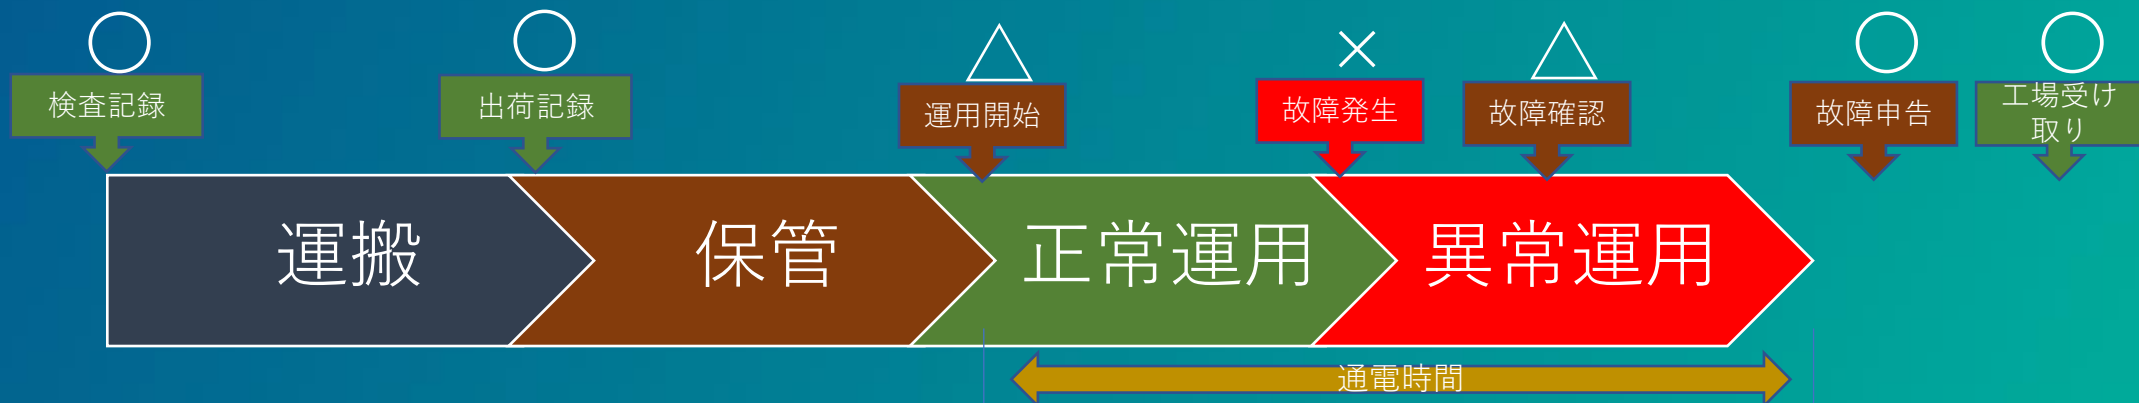 検査記録
出荷記録
運用開始
故障発生
故障確認
故障申告
工場受け
取り
運搬
保管
正常運用
異常運用
通電時間